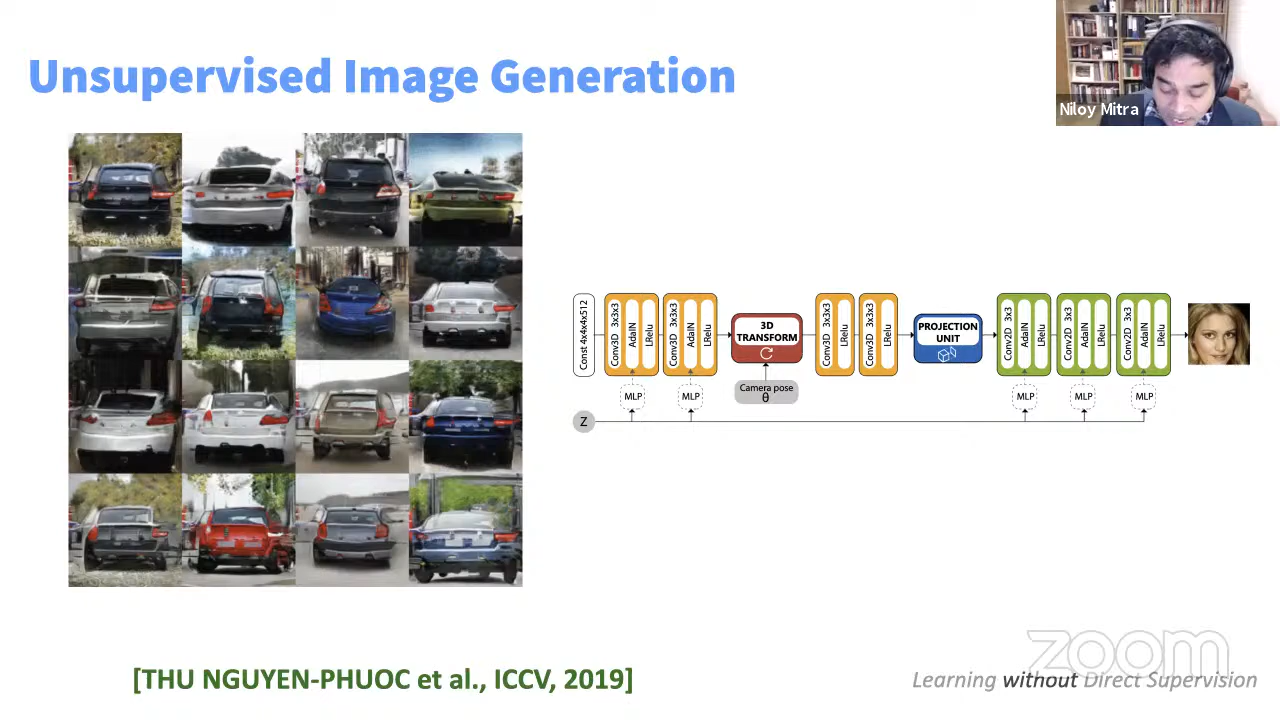 Unsupervised Image Generation
Niloy Mitra
Const 4x4x4x512
Conv3D 3x3x3
AdaIN
LRelu
Conv3D 3x3x3
AdaIN
LRelu
3D
TRANSFORM
Camera pose
θ
Conv3D 3x3x3
LRelu
Conv3D 3x3x3
LRelu
PROJECTION
UNIT
Conv2D 3x3
AdaIN
LRelu
Conv2D 3x3
AdaIN
LRelu
Conv2D 3x3
AdaIN
LRelu
MLP
MLP
MLP
MLP
MLP
Z
[THU NGUYEN-PHUOC et al., ICCV, 2019]
zoom
Learning without Direct Supervision